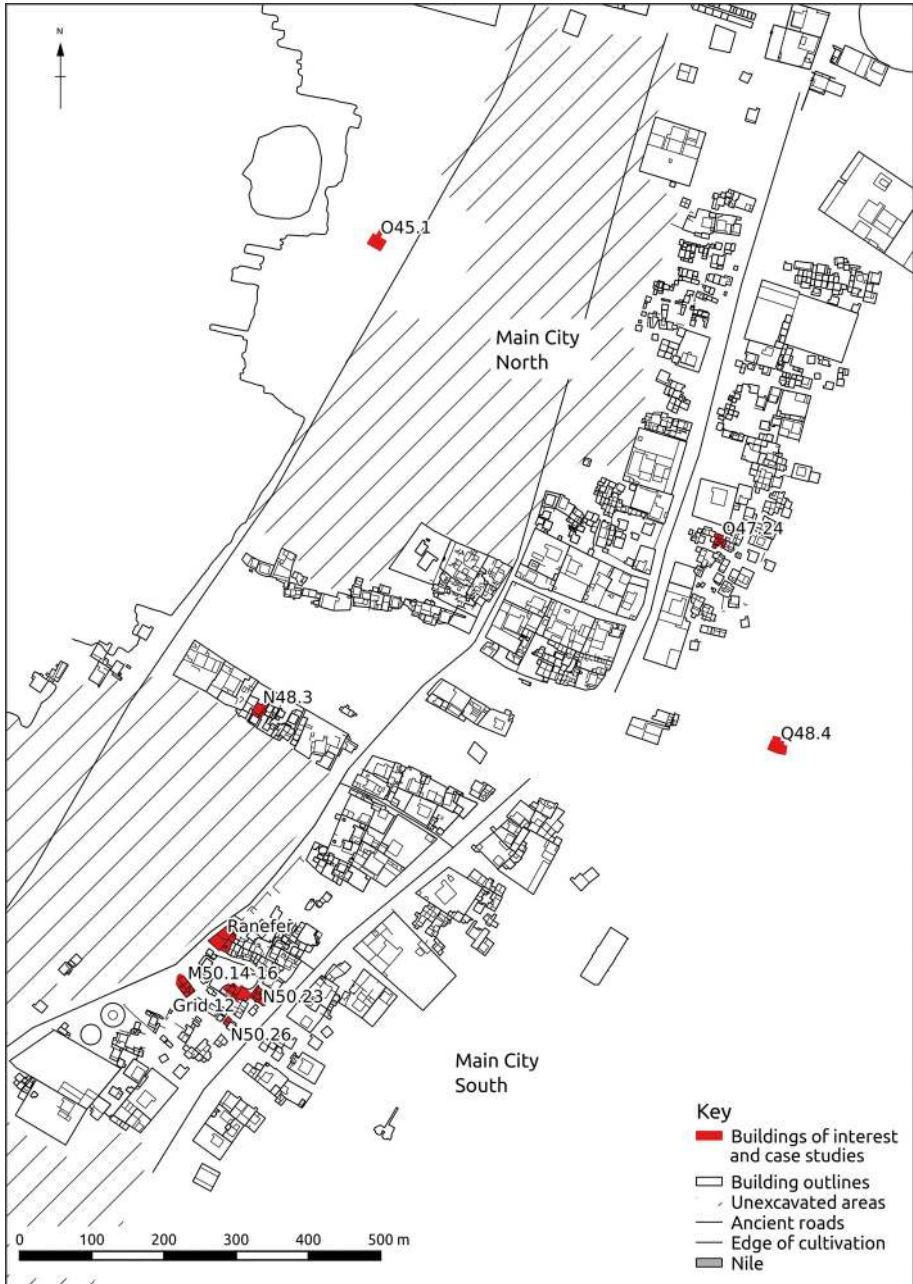 N
O45.1
Main City
North
O47.24
N48.3
Q48.4
Ranefer
M50.14-16
Grid 12
N50.23
N50.26
Main City
South
Key
Buildings of interest
and case studies
Building outlines
Unexcavated areas
Ancient roads
Edge of cultivation
Nile
0 100 200 300 400 500 m